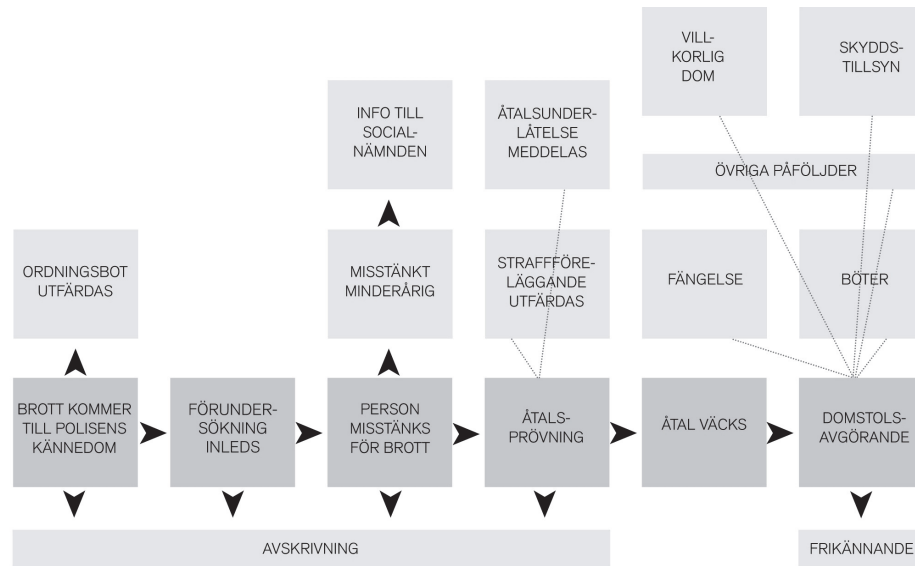 VILL-
KORLIG
DOM
SKYDDS-
TILLSYN
INFO TILL
SOCIAL-
NÄMNDEN
ÅTALSUNDER-
LÅTELSE
MEDDELAS
ÖVRIGA PÅFÖLJDER
ORDNINGSBOT
UTFÄRDAS
MISSTÄNKT
MINDERÅRIG
STRAFFFÖRE-
LÄGGANDE
UTFÄRDAS
FÄNGELSE
BÖTER
BROTT KOMMER
TILL POLISENS
KÄNNEDOM
FÖRUNDER-
SÖKNING
INLEDS
PERSON
MISSTÄNKS
FÖR BROTT
ÅTALS-
PRÖVNING
ÅTAL VÄCKS
DOMSTOLS-
AVGÖRANDE
AVSKRIVNING
FRIKÄNNANDE